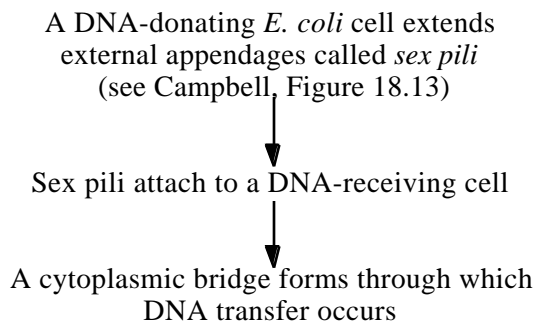 A DNA-donating E. coli cell extends
external appendages called sex pili
(see Campbell, Figure 18.13)
Sex pili attach to a DNA-receiving cell
A cytoplasmic bridge forms through which
DNA transfer occurs